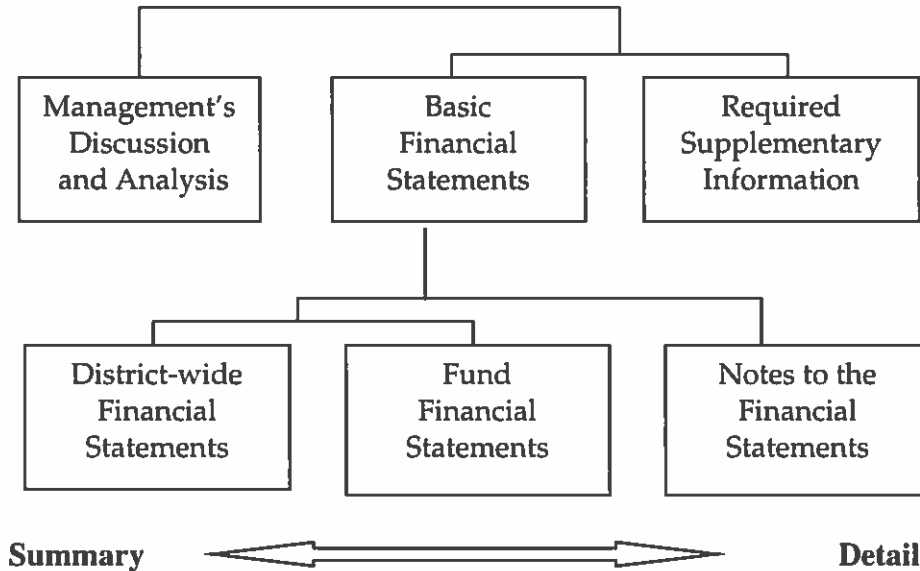 Management's
Discussion
and Analysis
Basic
Financial
Statements
Required
Supplementary
Information
District-wide
Financial
Statements
Fund
Financial
Statements
Notes to the
Financial
Statements
Summary
Detail